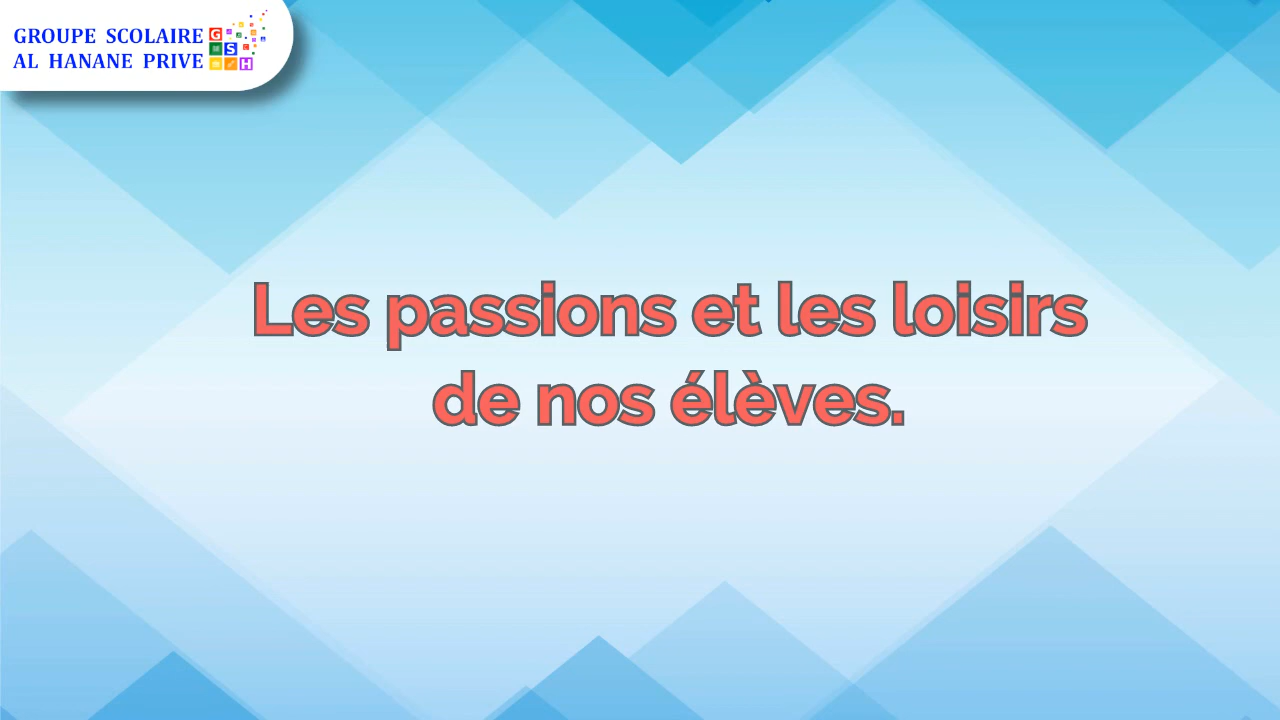 GROUPE SCOLAIRE
AL HANANE PRIVE
G
S
H
Les passions et les loisirs
de nos élèves.